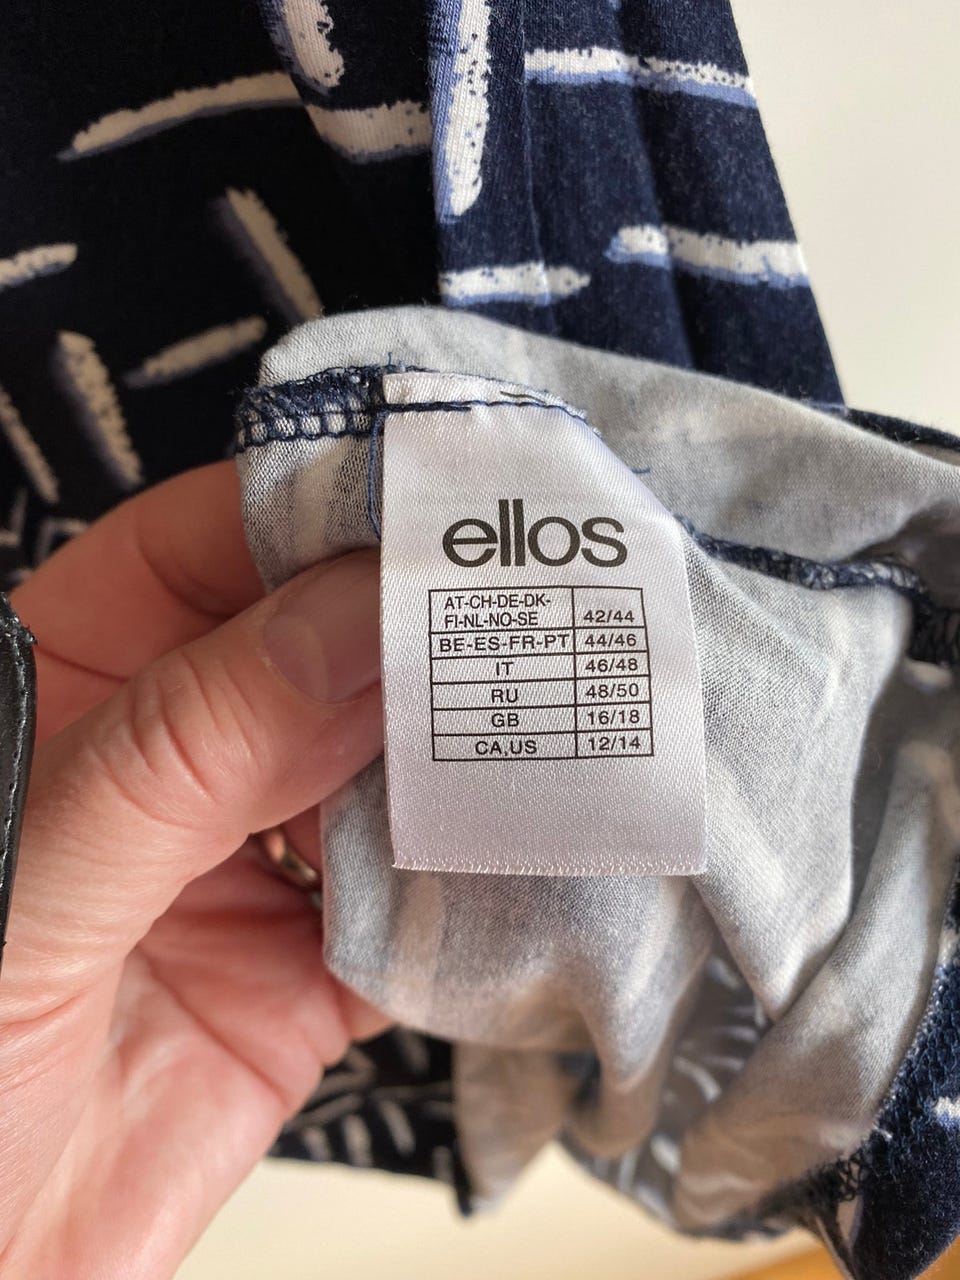 ellos
AT-CH-DE-DK-
FI-NL-NO-SE 42/44
BE-ES-FR-PT 44/46
IT 46/48
RU 48/50
GB 16/18
CA,US 12/14